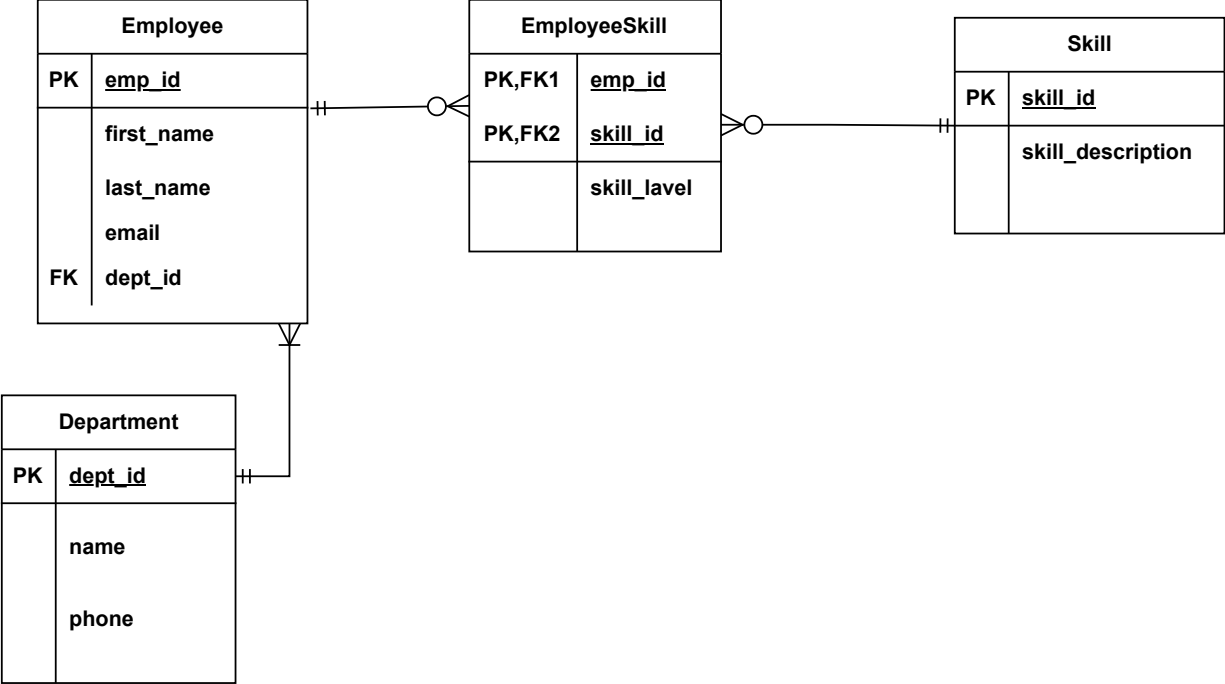 Employee
PK emp_id
first_name
last_name
email
FK dept_id
EmployeeSkill
PK,FK1 emp_id
PK,FK2 skill_id
skill_lavel
Skill
PK skill_id
skill_description
Department
PK dept_id
name
phone